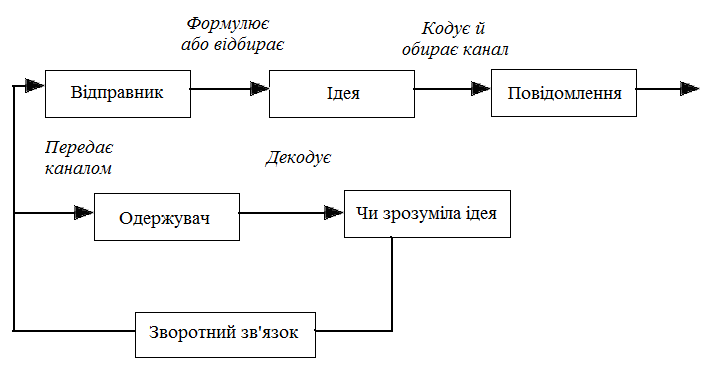 Формулює
або відбирає
Кодує й
обирає канал
Відправник
Ідея
Повідомлення
Передає
каналом
Декодує
Одержувач
Чи зрозуміла ідея
Зворотний зв'язок